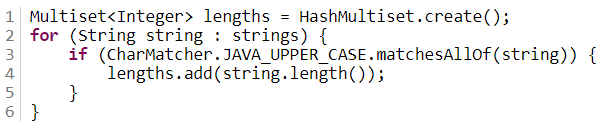 1 Multiset<Integer> lengths = HashMultiset.create();
2 for (String string : strings) {
3     if (CharMatcher.JAVA_UPPER_CASE.matchesAllOf(string)) {
4         lengths.add(string.length());
5     }
6 }